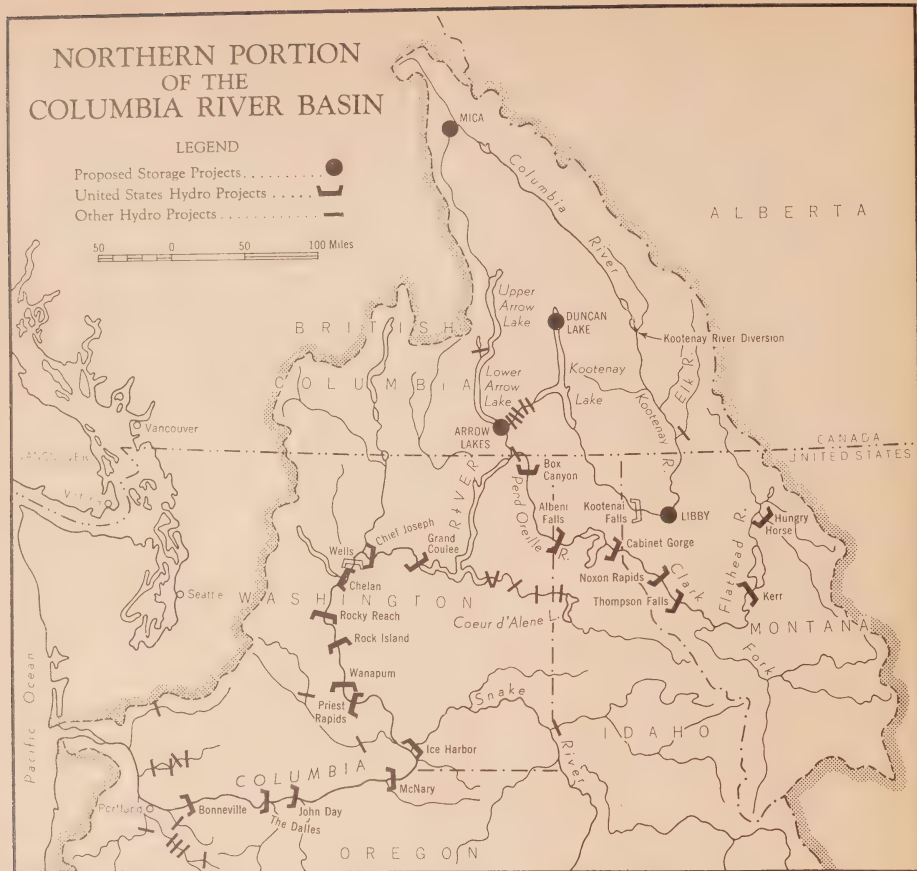 NORTHERN PORTION
OF THE
COLUMBIA RIVER BASIN
LEGEND
Proposed Storage Projects
United States Hydro Projects
Other Hydro Projects
50 0 50 100 Miles
MICA
Columbia
River
ALBERTA
Upper
Arrow
Lake
DUNCAN
LAKE
BRITISH
COLUMBIA
Kootenay River Diversion
Lower
Arrow
Lake
Kootenay
Lake
Elk R.
Kootenay R.
ARROW
LAKES
Vancouver
CANADA
UNITED STATES
RIVER
Box
Canyon
Pend Oreille R.
Albeni
Falls
Kootenai
Falls
LIBBY
Hungry
Horse
Flathead R.
Chief Joseph
Grand
Coulee
Wells
Cabinet Gorge
Chelan
Noxon Rapids
Clark
Fork
Thompson Falls
Kerr
Seattle
WASHINGTON
Coeur d'Alene L.
MONTANA
Rocky Reach
Rock Island
Wanapum
Priest
Rapids
Snake
River
IDAHO
Ice Harbor
Pacific Ocean
COLUMBIA
McNary
Portland
Bonneville
The Dalles
John Day
OREGON